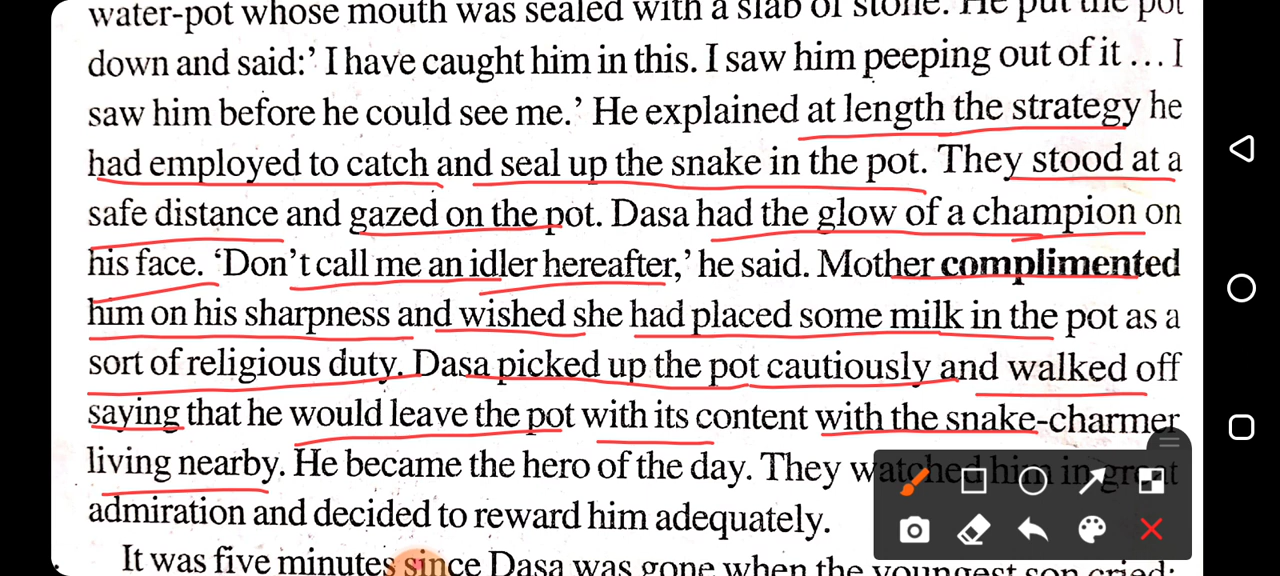 water-pot whose mouth was sealed with a slab of stone. He put the pot
down and said:' I have caught him in this. I saw him peeping out of it ... I
saw him before he could see me.' He explained at length the strategy he
had employed to catch and seal up the snake in the pot. They stood at a
safe distance and gazed on the pot. Dasa had the glow of a champion on
his face. 'Don't call me an idler hereafter,' he said. Mother complimented
him on his sharpness and wished she had placed some milk in the pot as a
sort of religious duty. Dasa picked up the pot cautiously and walked off
saying that he would leave the pot with its content with the snake-charmer
living nearby. He became the hero of the day. They watched him in great
admiration and decided to reward him adequately.
It was five minutes since Dasa was gone when the youngest son cried: